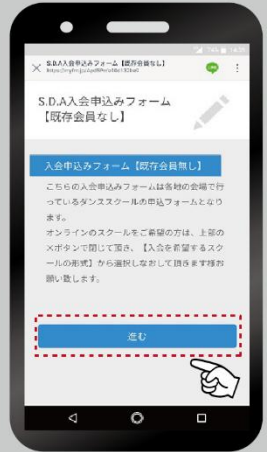 S.D.A入会申込みフォーム【既存会員なし】
S.D.A入会申込みフォーム
【既存会員なし】
入会申込みフォーム【既存会員無し】
こちらの入会申込みフォームは各地の会場で行
っているダンススクールの申込フォームとなり
ます。
オンラインのスクールをご希望の方は、上部の
×ボタンで閉じて頂き、【入会を希望するスク
ールの形式】から選択しなおして頂きます様お
願い致します。
進む